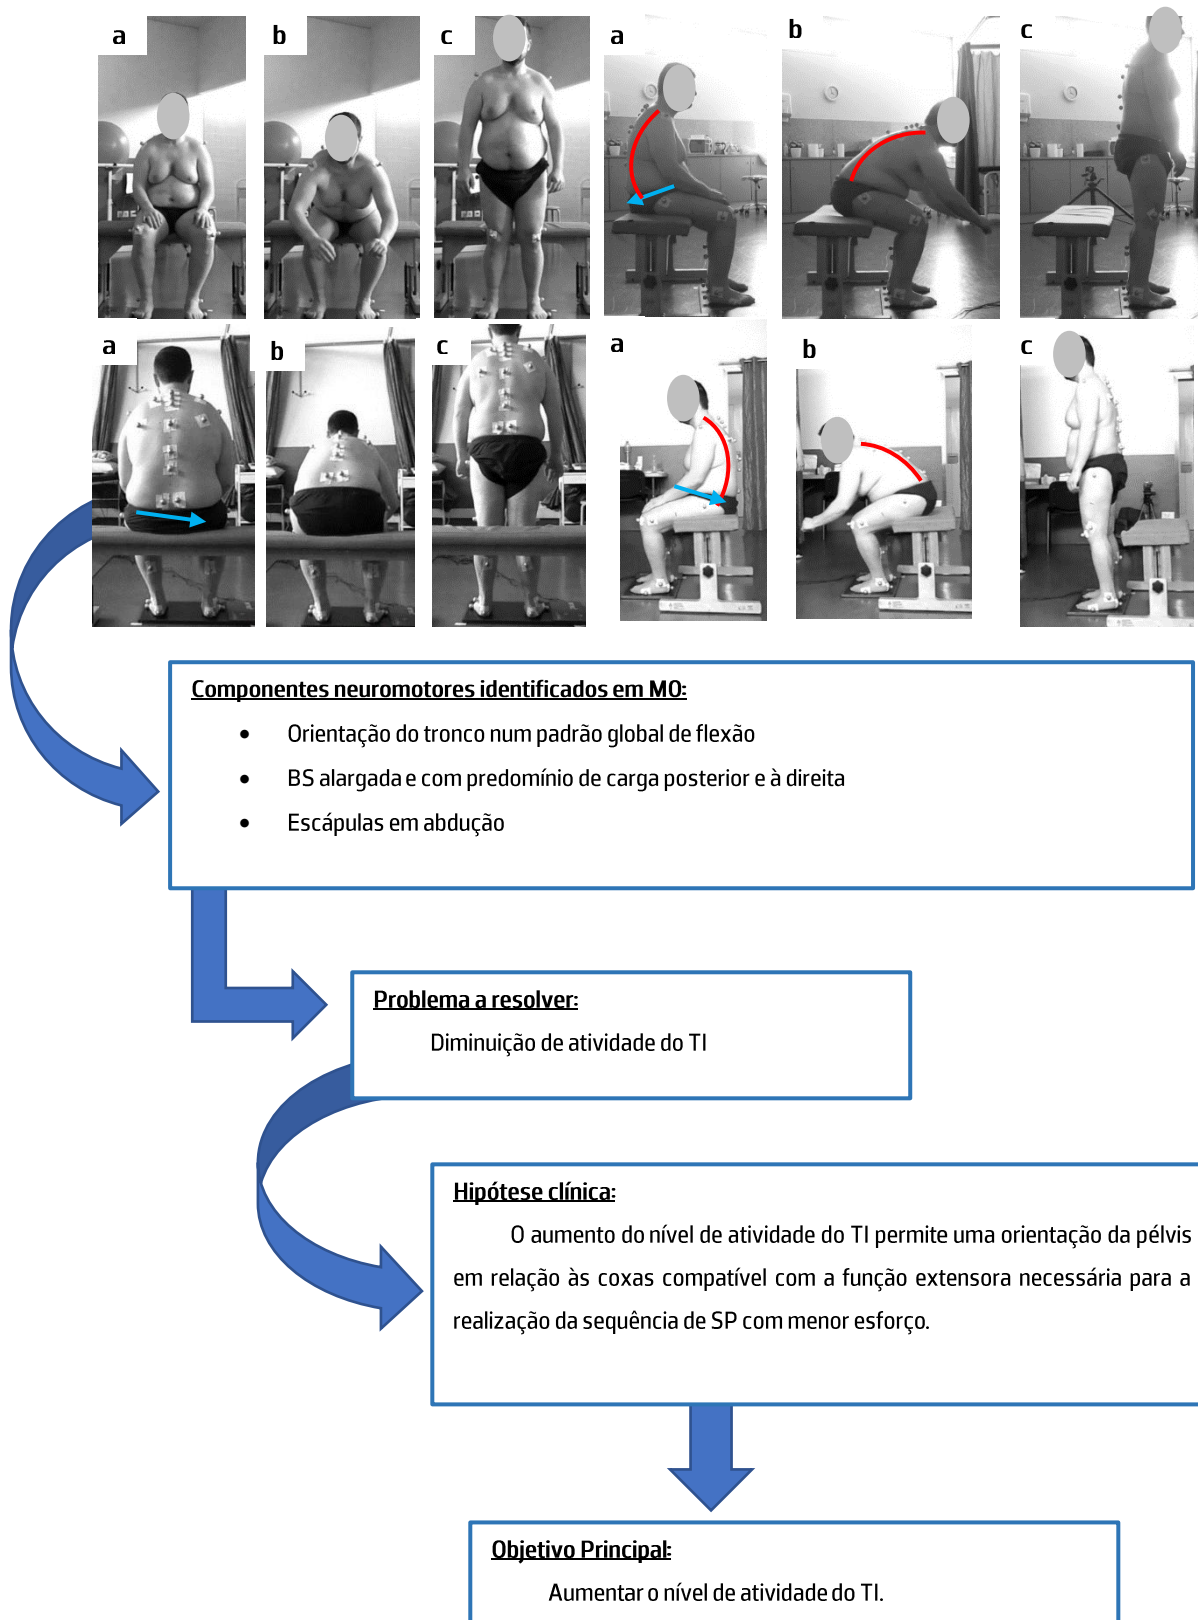 a
b
c
a
b
c
a
b
c
a
b
c
Componentes neuromotores identificados em MO:
• Orientação do tronco num padrão global de flexão
• BS alargada e com predomínio de carga posterior e à direita
• Escápulas em abdução
Problema a resolver:
Diminuição de atividade do TI
Hipótese clínica:
O aumento do nível de atividade do TI permite uma orientação da pélvis
em relação às coxas compatível com a função extensora necessária para a
realização da sequência de SP com menor esforço.
Objetivo Principal:
Aumentar o nível de atividade do TI.